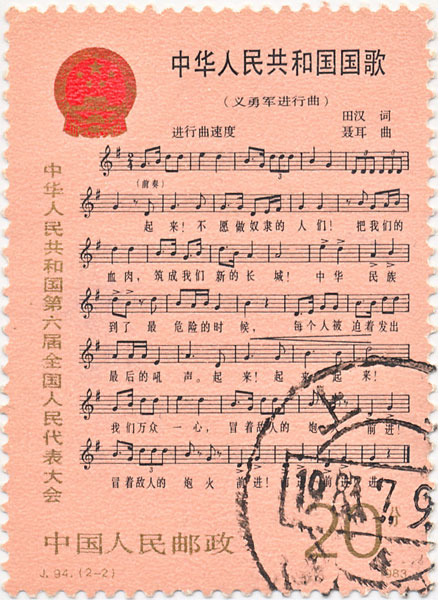 中华人民共和国国歌
(义勇军进行曲)
田汉 词
进行曲速度 聂耳 曲
(前奏)
起来!不愿做奴隶的人们!把我们的
血肉,筑成我们新的长城!中华民族
到了最危险的时候,每个人被迫着发出
最后的吼声。起来!起来!起来!
我们万众一心,冒着敌人的炮 前进!
冒着敌人的炮火前进! 进
中华人民共和国第六届全国人民代表大会
中国人民邮政
20分
J.94.(2-2)
1983